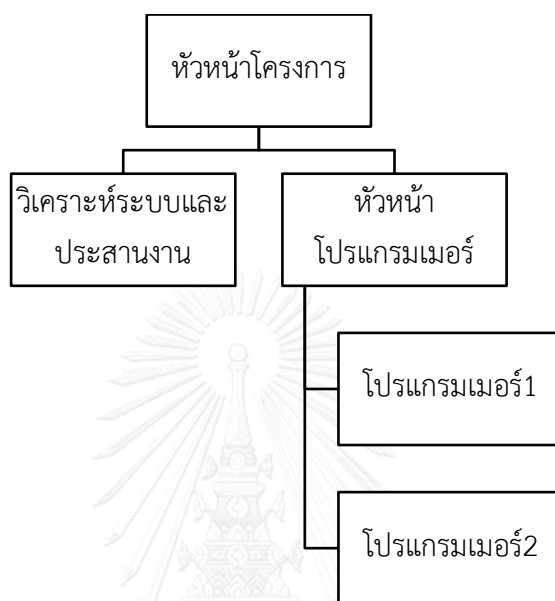 หัวหน้าโครงการ
วิเคราะห์ระบบและ
ประสานงาน
หัวหน้า
โปรแกรมเมอร์
โปรแกรมเมอร์1
โปรแกรมเมอร์2